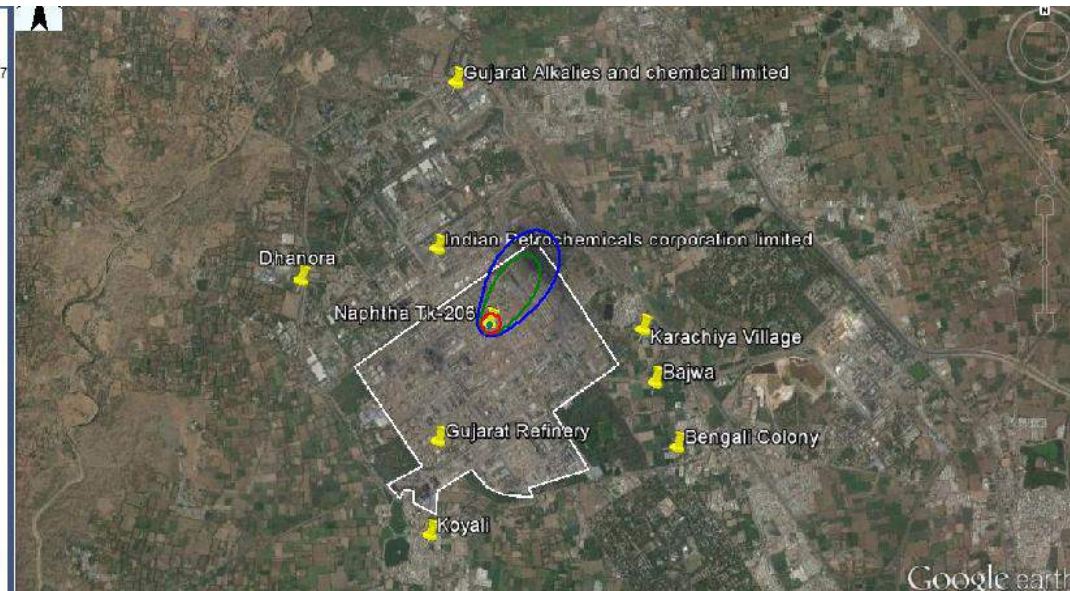 N
7
Gujarat Alkalies and chemical limited
Indian Petrochemicals corporation limited
Dhanora
Naphtha Tk-206
Karachiya Village
Bajwa
Gujarat Refinery
Bengali Colony
Koyali
Google earth